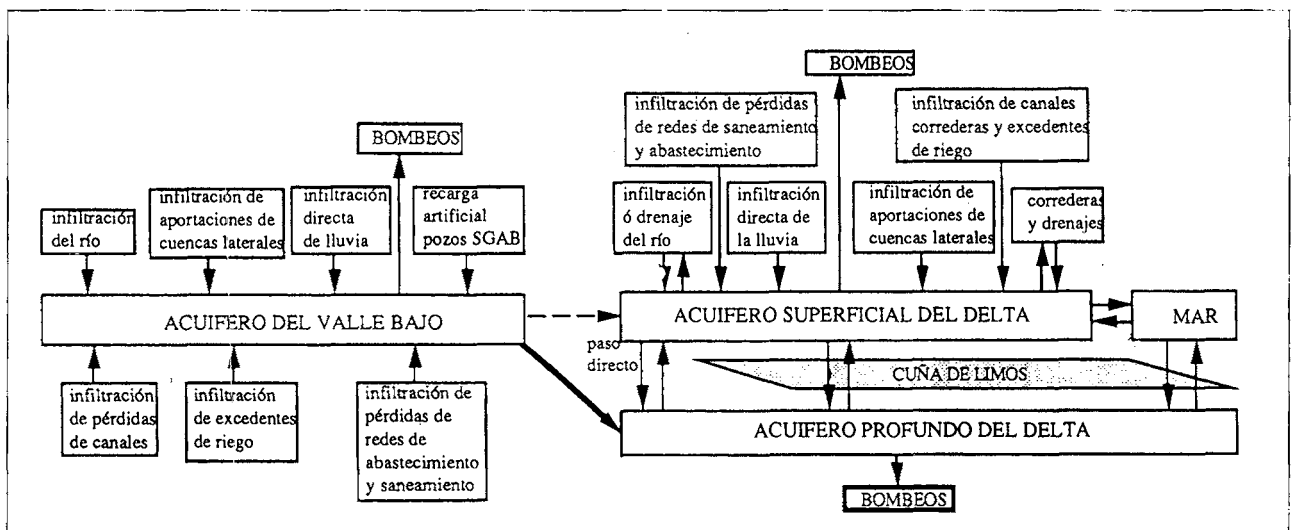 BOMBEOS
infiltración de pérdidas
de redes de saneamiento
y abastecimiento
infiltración de canales
correderas y excedentes
de riego
BOMBEOS
infiltración
del río
infiltración de
aportaciones de
cuencas laterales
infiltración
directa
de lluvia
recarga
artificial
pozos SGAB
infiltración
ó drenaje
del río
infiltración
directa de
la lluvia
infiltración de
aportaciones de
cuencas laterales
correderas
y drenajes
ACUIFERO DEL VALLE BAJO
ACUIFERO SUPERFICIAL DEL DELTA
MAR
paso
directo
CUÑA DE LIMOS
infiltración
de pérdidas
de canales
infiltración
de excedentes
de riego
infiltración de
pérdidas de
redes de
abastecimiento
y saneamiento
ACUIFERO PROFUNDO DEL DELTA
BOMBEOS